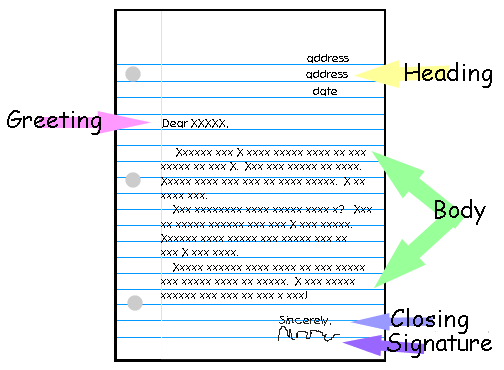 address
address
date
Heading
Greeting
Dear XXXXX,
Xxxxxx xxx X xxxx xxxxx xxxx xx xxx
xxxxx xx xxx X. Xxx xxx xxxxx xx xxxx.
Xxxxx xxxx xxx xx xxx xx xxxxx. X xx
xxxx xxx.
Body
Xxx xxxxxxxx xxxx xxxxx xxxx x? Xxx
xx xxxxx xxxxxx xxx xxx X xxx xxxxx.
Xxxxx xxxxx xxxx xxx xxxxx xxx xx
xxx X xxx xxxx.
Xxxx xxxxxx xxxx xxxx xx xxx xxxxx
xxx xxxxx xxxx xx xxxxx. X xxx xxxxx
xxxxxx xxx xxx xx xxx x xxx!
Sincerely,
Closing
Signature